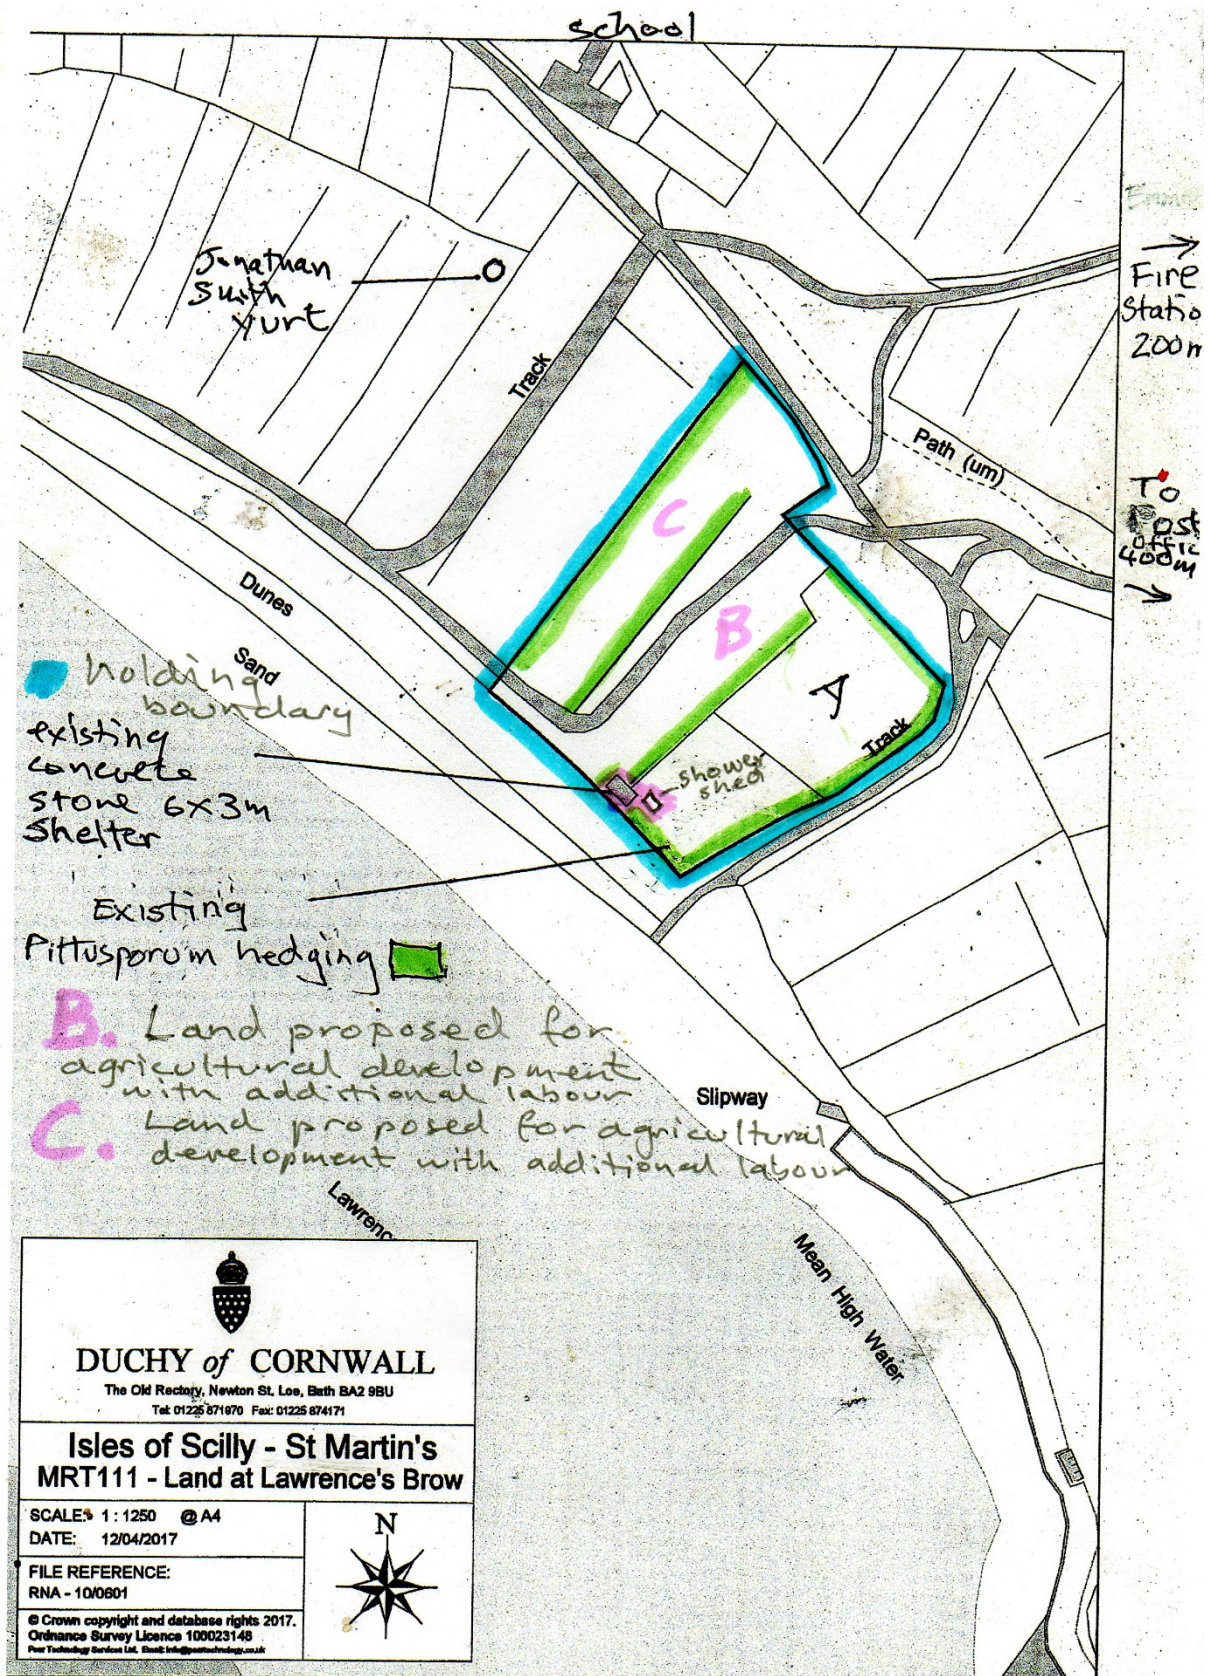 school
Jonathan
Smith
Yurt
Track
Fire
Statio
200m
Path (um)
To
Post
offic
400m
Dunes
Sand
C
B
A
Track
holding
boundary
existing
concrete
stone 6x3m
Shelter
shower
shed
Existing
Pittusporum hedging
B. Land proposed for
agricultural development
with additional labour
C. Land proposed for agricultural
development with additional labour
Slipway
Lawrenc
Mean High Water
DUCHY of CORNWALL
The Old Rectory, Newton St. Loe, Bath BA2 9BU
Tel: 01225 871970 Fax: 01225 874171
Isles of Scilly - St Martin's
MRT111 - Land at Lawrence's Brow
SCALE: 1 : 1250 @ A4
DATE: 12/04/2017
FILE REFERENCE:
RNA - 10/0601
N
© Crown copyright and database rights 2017.
Ordnance Survey Licence 100023148